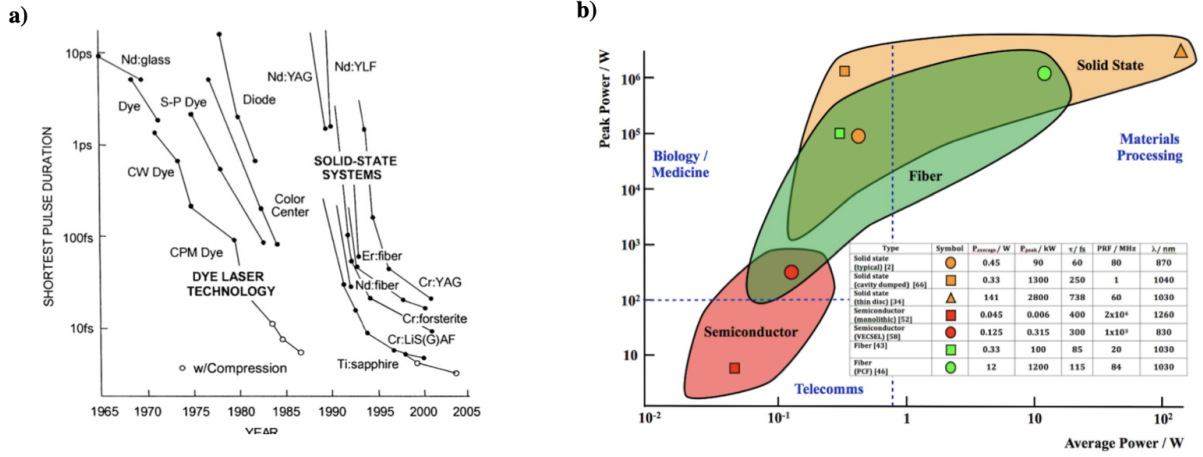 a)
10ps
1ps
100fs
10fs
SHORTEST PULSE DURATION
Nd:glass
Dye
S-P Dye
Diode
CW Dye
Color
Center
CPM Dye
DYE LASER
TECHNOLOGY
w/Compression
Nd:YAG
Nd:YLF
SOLID-STATE
SYSTEMS
Er:fiber
Nd:fiber
Cr:YAG
Cr:forsterite
Cr:LiS(G)AF
Ti:sapphire
1965 1970 1975 1980 1985 1990 1995 2000 2005
YEAR
b)
Peak Power / W
10⁶
10⁵
10⁴
10³
10²
10
Solid State
Biology /
Medicine
Materials
Processing
Fiber
Semiconductor
Telecomms
Type Symbol Paverage / W Ppeak / kW τ / fs PRF / MHz λ / nm
Solid state
(typical) [2] 0.45 90 60 80 870
Solid state
(cavity dumped) [66] 0.33 1300 250 1 1040
Solid state
(thin disc) [34] 141 2800 738 60 1030
Semiconductor
(monolithic) [52] 0.045 0.006 400 2x10⁴ 1260
Semiconductor
(VECSEL) [58] 0.125 0.315 300 1x10³ 830
Fiber [43] 0.33 100 85 20 1030
Fiber
(PCF) [46] 12 1200 115 84 1030
10⁻² 10⁻¹ 1 10 10²
Average Power / W